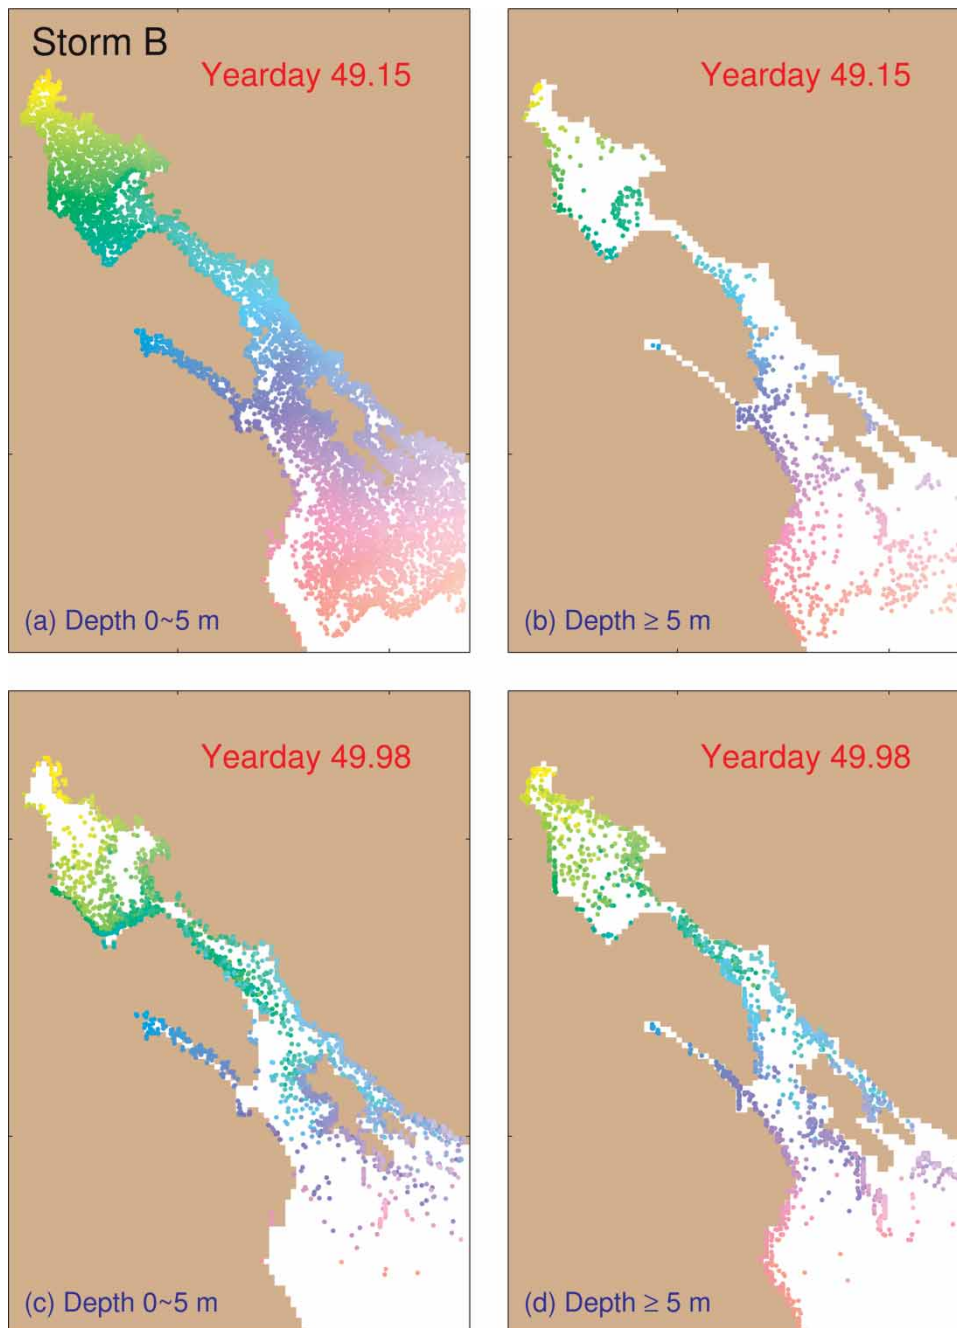 Storm B
Yearday 49.15
(a) Depth 0~5 m
Yearday 49.15
(b) Depth ≥ 5 m
Yearday 49.98
(c) Depth 0~5 m
Yearday 49.98
(d) Depth ≥ 5 m